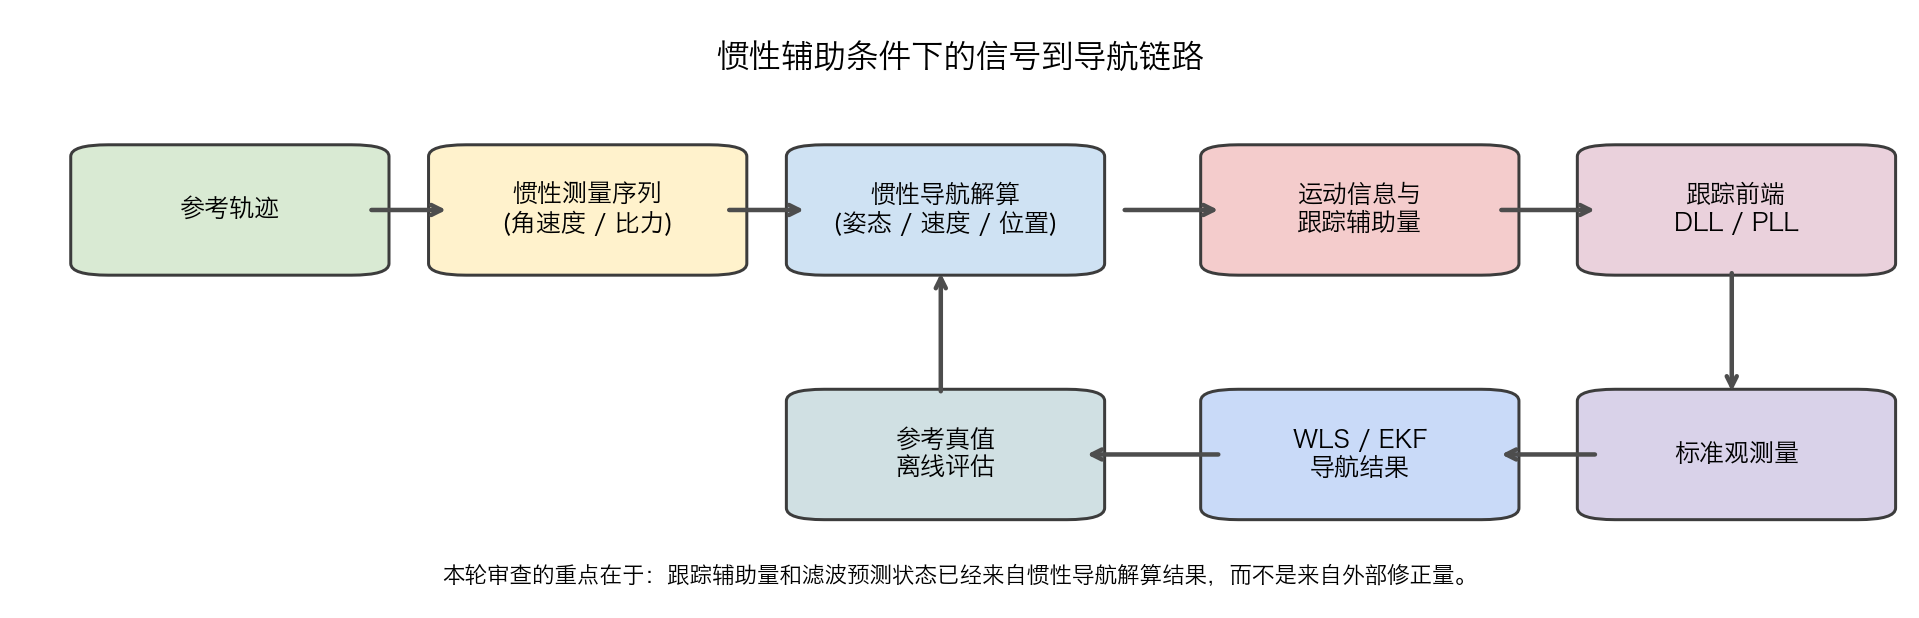 惯性辅助条件下的信号到导航链路
参考轨迹
惯性测量序列
(角速度 / 比力)
惯性导航解算
(姿态 / 速度 / 位置)
运动信息与
跟踪辅助量
跟踪前端
DLL / PLL
参考真值
离线评估
WLS / EKF
导航结果
标准观测量
本轮审查的重点在于：跟踪辅助量和滤波预测状态已经来自惯性导航解算结果，而不是来自外部修正量。